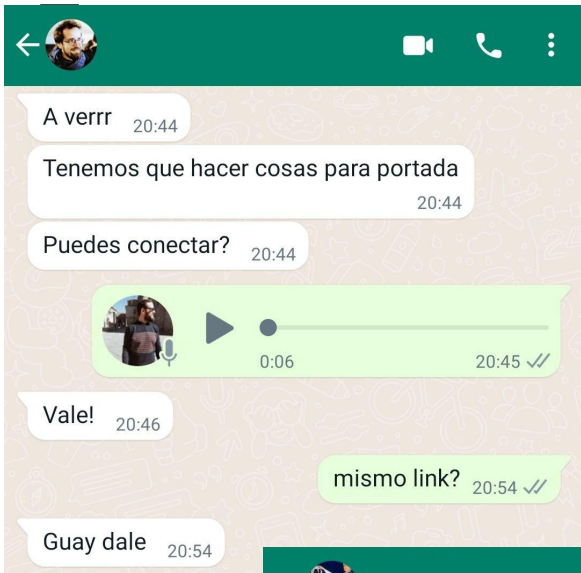 A verrr 20:44
Tenemos que hacer cosas para portada
20:44
Puedes conectar? 20:44
0:06 20:45
Vale! 20:46
mismo link? 20:54
Guay dale 20:54